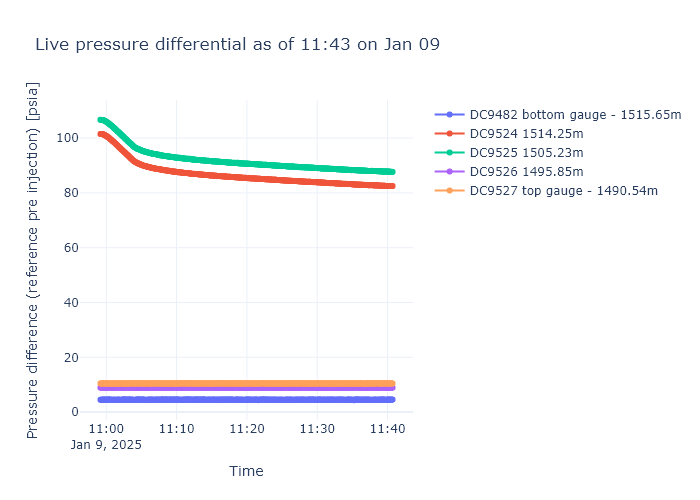 Live pressure differential as of 11:43 on Jan 09
Pressure difference (reference pre injection) [psia]
100
80
60
40
20
0
11:00
Jan 9, 2025
11:10
11:20
11:30
11:40
Time
DC9482 bottom gauge - 1515.65m
DC9524 1514.25m
DC9525 1505.23m
DC9526 1495.85m
DC9527 top gauge - 1490.54m